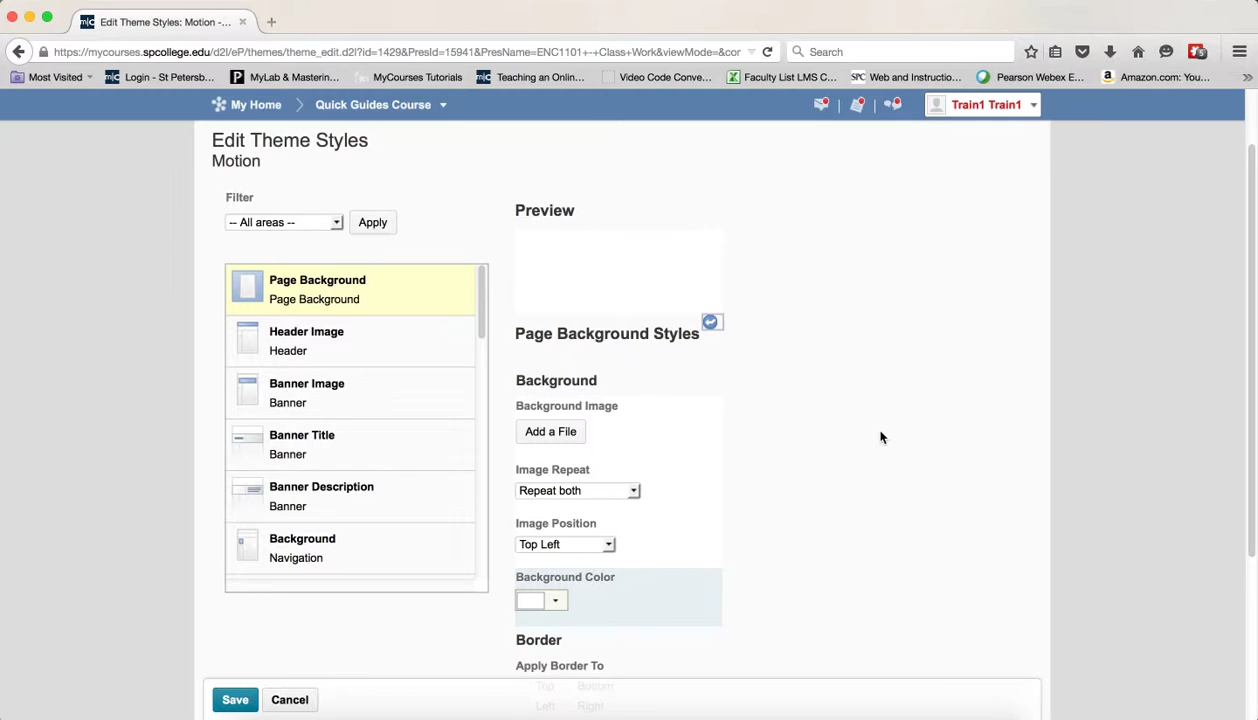 Edit Theme Styles: Motion -...
https://mycourses.spcollege.edu/d2l/eP/themes/theme_edit.d2l?id=1429&PresId=15941&PresName=ENC1101+-+Class+Work&viewMode=&cor
Search
Most Visited
Login - St Petersb...
MyLab & Masterin...
MyCourses Tutorials
Teaching an Onlin...
Video Code Conve...
Faculty List LMS C...
SPC
Web and Instructio...
Pearson Webex E...
Amazon.com: You...
My Home
Quick Guides Course
Train1 Train1
Edit Theme Styles
Motion
Filter
-- All areas --
Apply
Page Background
Page Background
Header Image
Header
Banner Image
Banner
Banner Title
Banner
Banner Description
Banner
Background
Navigation
Preview
Page Background Styles
Background
Background Image
Add a File
Image Repeat
Repeat both
Image Position
Top Left
Background Color
Border
Apply Border To
Top Bottom
Left Right
Save
Cancel